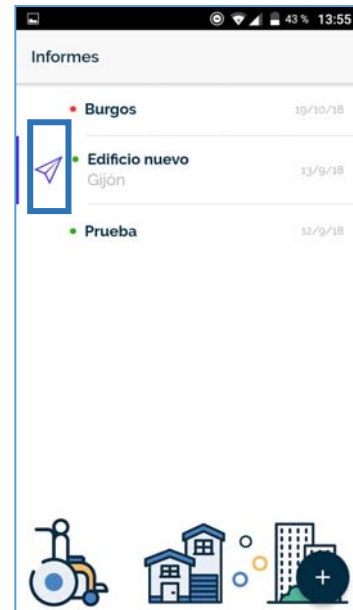 43 % 13:55
Informes
Burgos 19/10/18
Edificio nuevo
Gijón 13/9/18
Prueba 12/9/18
+